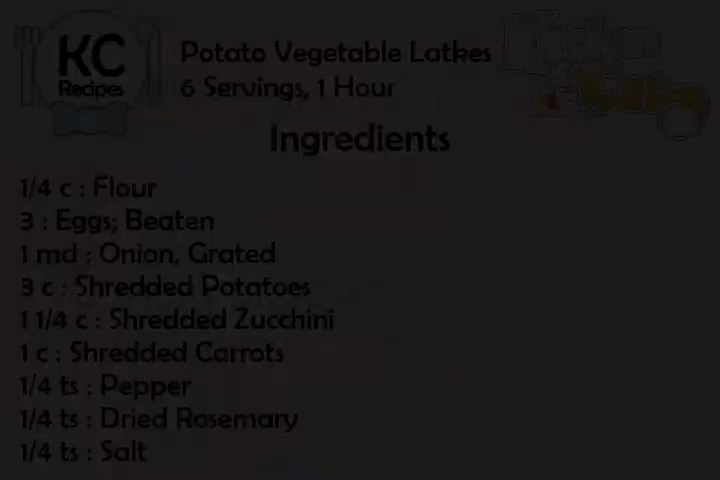 KC
Recipes
Potato Vegetable Latkes
6 Servings, 1 Hour
Ingredients
1/4 c : Flour
3 : Eggs; Beaten
1 md : Onion, Grated
3 c : Shredded Potatoes
1 1/4 c : Shredded Zucchini
1 c : Shredded Carrots
1/4 ts : Pepper
1/4 ts : Dried Rosemary
1/4 ts : Salt